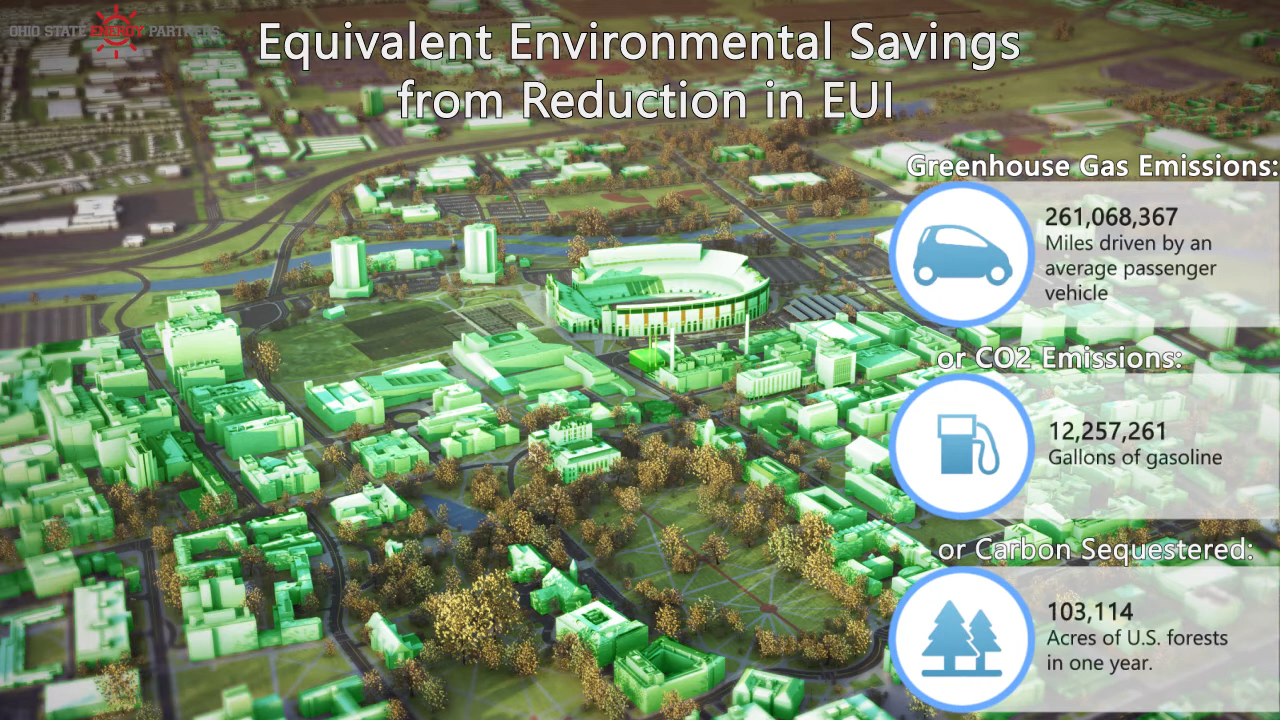 OHIO STATE ENERGY PARTNERS
Equivalent Environmental Savings
from Reduction in EUI
Greenhouse Gas Emissions:
261,068,367
Miles driven by an
average passenger
vehicle
or CO2 Emissions:
12,257,261
Gallons of gasoline
or Carbon Sequestered:
103,114
Acres of U.S. forests
in one year.